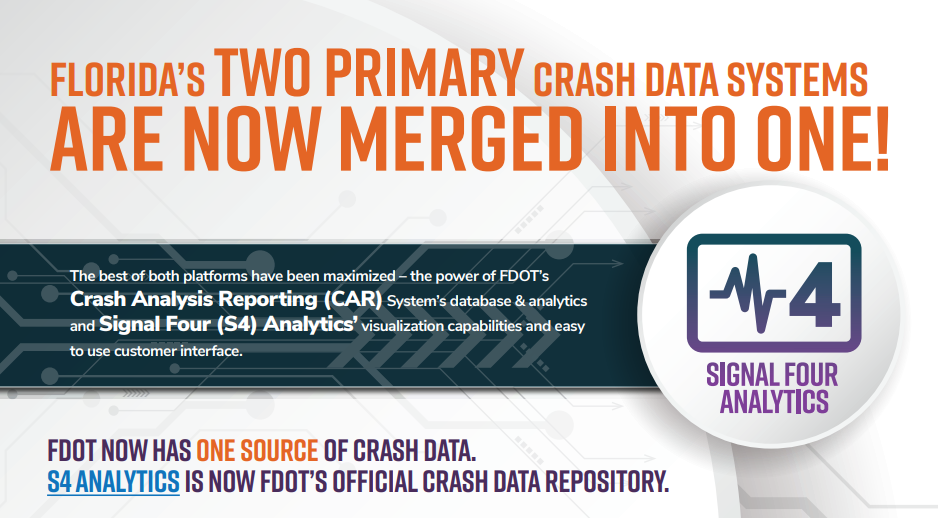 FLORIDA'S TWO PRIMARY CRASH DATA SYSTEMS
ARE NOW MERGED INTO ONE!
The best of both platforms have been maximized – the power of FDOT's
Crash Analysis Reporting (CAR) System's database & analytics
and Signal Four (S4) Analytics' visualization capabilities and easy
to use customer interface.
4
SIGNAL FOUR
ANALYTICS
FDOT NOW HAS ONE SOURCE OF CRASH DATA.
S4 ANALYTICS IS NOW FDOT'S OFFICIAL CRASH DATA REPOSITORY.